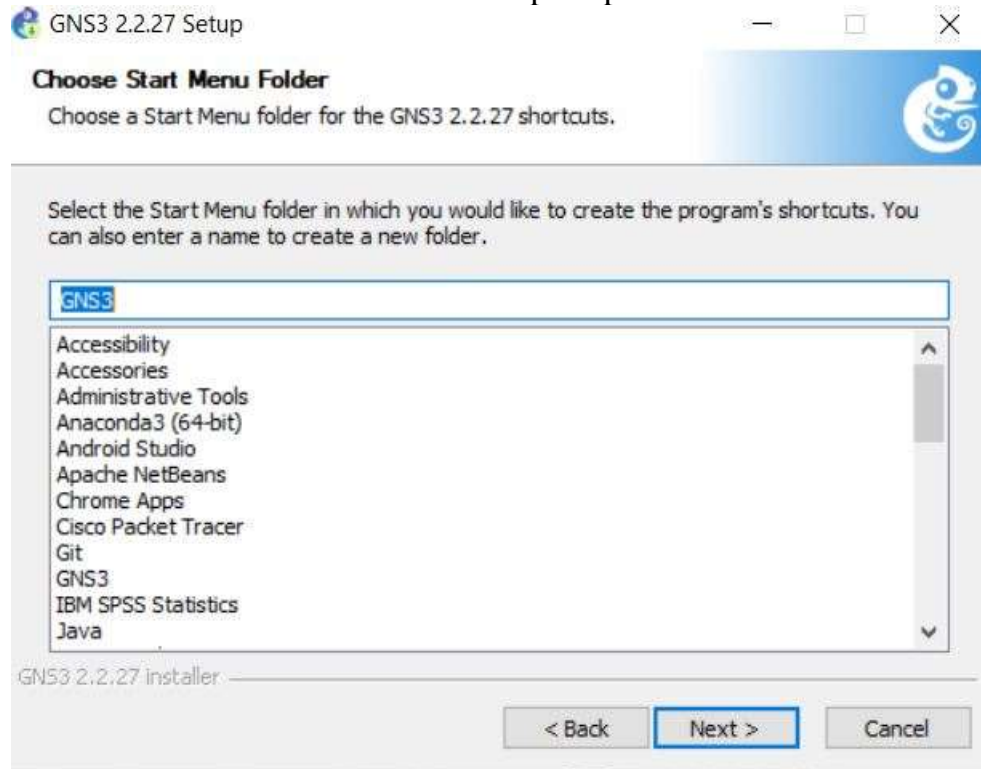 GNS3 2.2.27 Setup
Choose Start Menu Folder
Choose a Start Menu folder for the GNS3 2.2.27 shortcuts.
Select the Start Menu folder in which you would like to create the program's shortcuts. You
can also enter a name to create a new folder.
GNS3
Accessibility
Accessories
Administrative Tools
Anaconda3 (64-bit)
Android Studio
Apache NetBeans
Chrome Apps
Cisco Packet Tracer
Git
GNS3
IBM SPSS Statistics
Java
GNS3 2.2.27 installer
< Back Next > Cancel